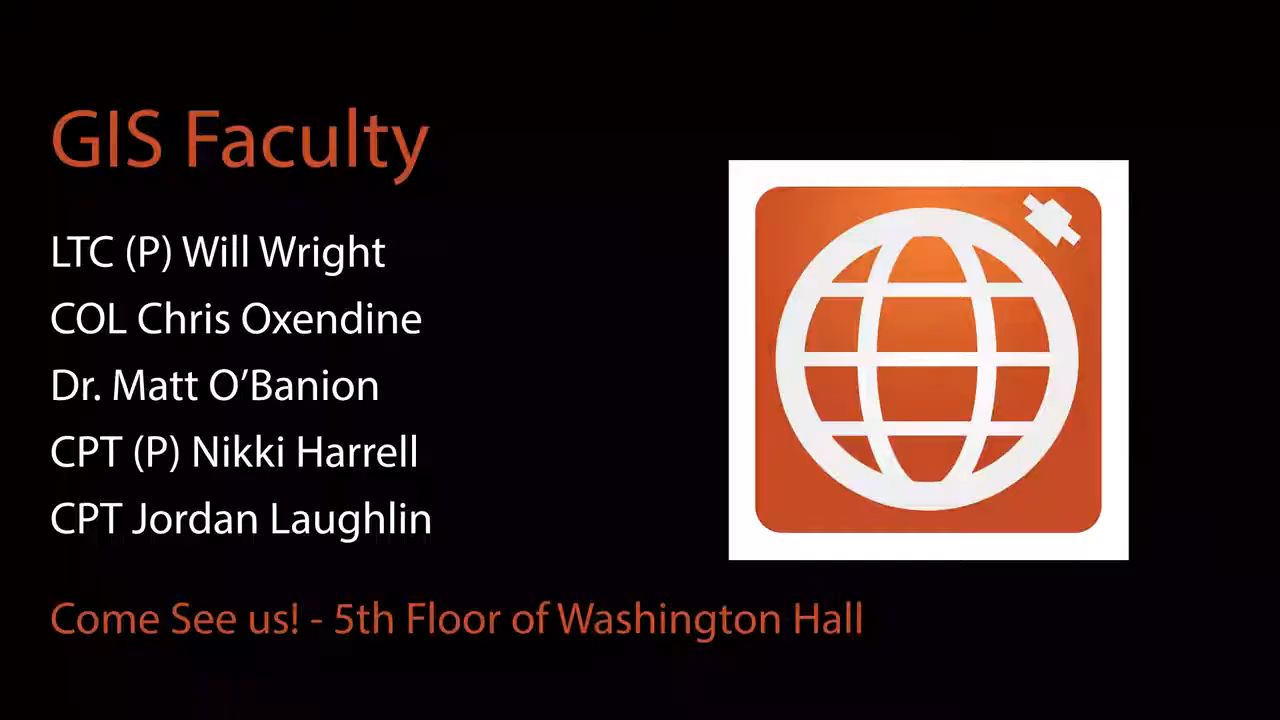 GIS Faculty
LTC (P) Will Wright
COL Chris Oxendine
Dr. Matt O’Banion
CPT (P) Nikki Harrell
CPT Jordan Laughlin
Come See us! - 5th Floor of Washington Hall